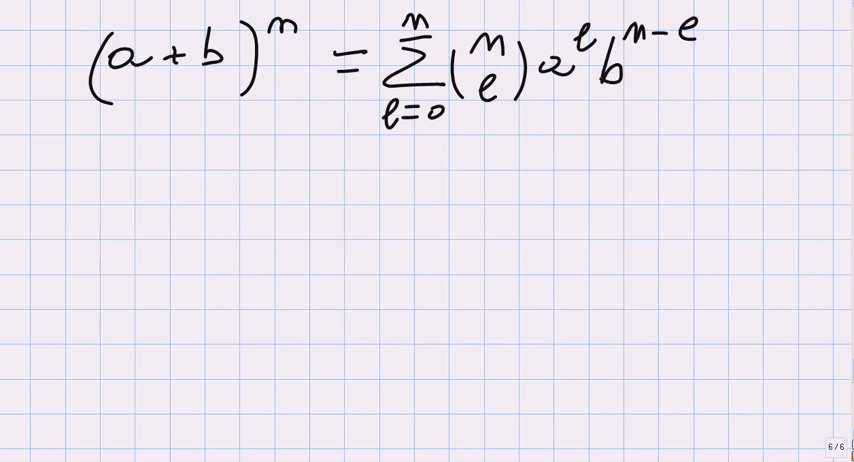 (a+b)^n = \sum_{l=0}^{n} \binom{n}{l} a^l b^{n-l}
6/6